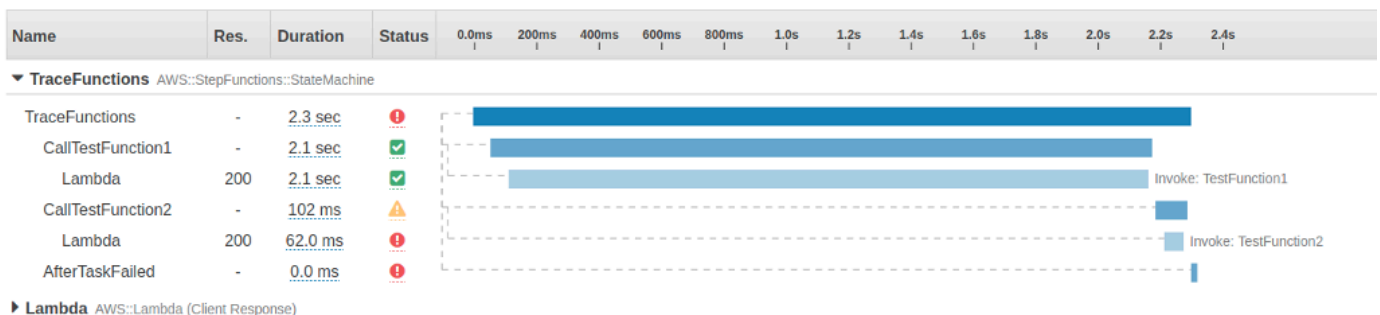 Name Res. Duration Status 0.0ms 200ms 400ms 600ms 800ms 1.0s 1.2s 1.4s 1.6s 1.8s 2.0s 2.2s 2.4s
TraceFunctions AWS::StepFunctions::StateMachine
TraceFunctions - 2.3 sec
CallTestFunction1 - 2.1 sec
Lambda 200 2.1 sec Invoke: TestFunction1
CallTestFunction2 - 102 ms
Lambda 200 62.0 ms Invoke: TestFunction2
AfterTaskFailed - 0.0 ms
Lambda AWS::Lambda (Client Response)